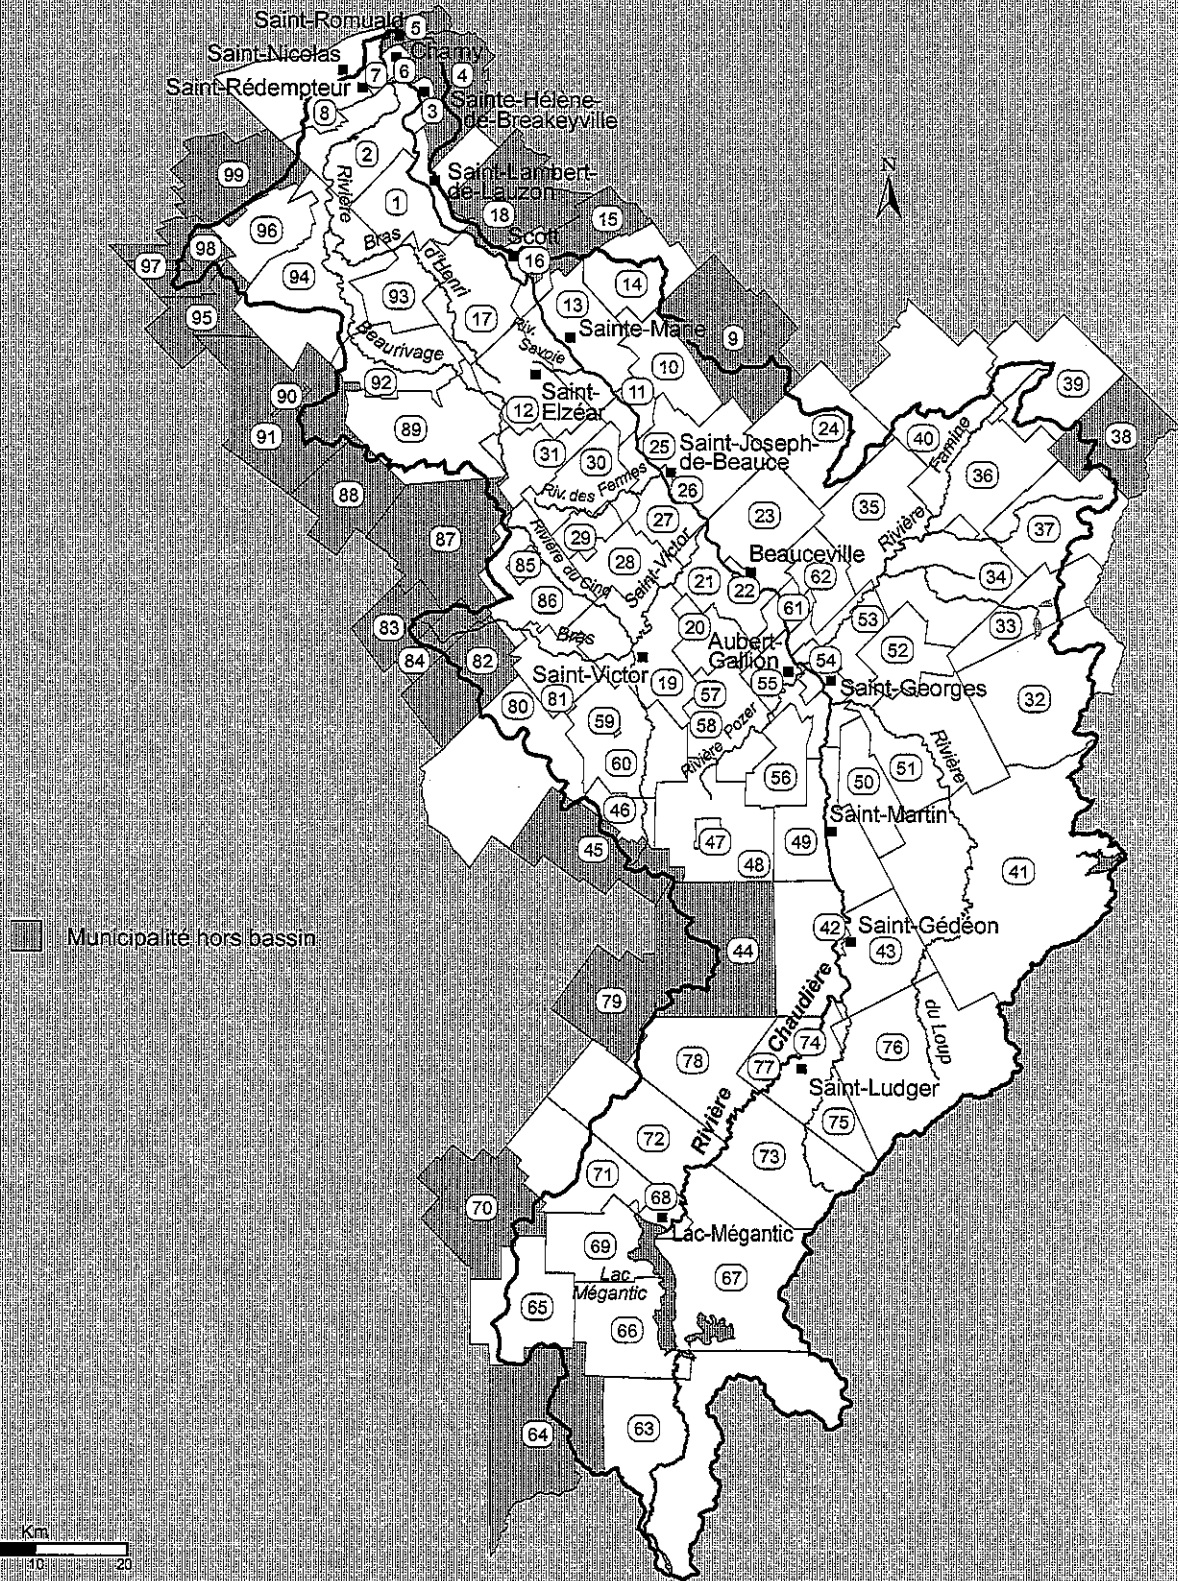 Saint-Romuald
5
Saint-Nicolas
Charny
7
6
4
Saint-Rédempteur
Sainte-Hélène-
de-Breakeyville
8
3
2
99
Saint-Lambert-
de-Lauzon
N
Rivière
1
18
15
96
Bras
d'Henri
Scott
98
16
97
94
14
93
13
95
17
Riv.
Savoie
Sainte-Marie
9
Beaurivage
10
39
92
Saint-
Elzéar
11
90
12
91
89
24
40
Famine
38
25
Saint-Joseph-
de-Beauce
31
30
36
88
Riv. des Fermes
26
35
23
27
Rivière
37
87
29
Rivière du Cinq
28
Saint-Victor
Beauceville
85
21
22
62
34
86
61
53
33
83
Bras
20
Aubert-
Gallion
52
84
82
54
Saint-Victor
19
55
Saint-Georges
80
81
57
32
59
58
Rivière Pozer
Rivière
60
56
50
51
46
Saint-Martin
45
47
49
48
41
42
Saint-Gédéon
Municipalité hors bassin
44
43
79
Chaudière
du Loup
78
74
76
77
Saint-Ludger
75
Rivière
72
73
71
70
68
Lac-Mégantic
69
Lac
Mégantic
67
65
66
64
63
Km
10
20